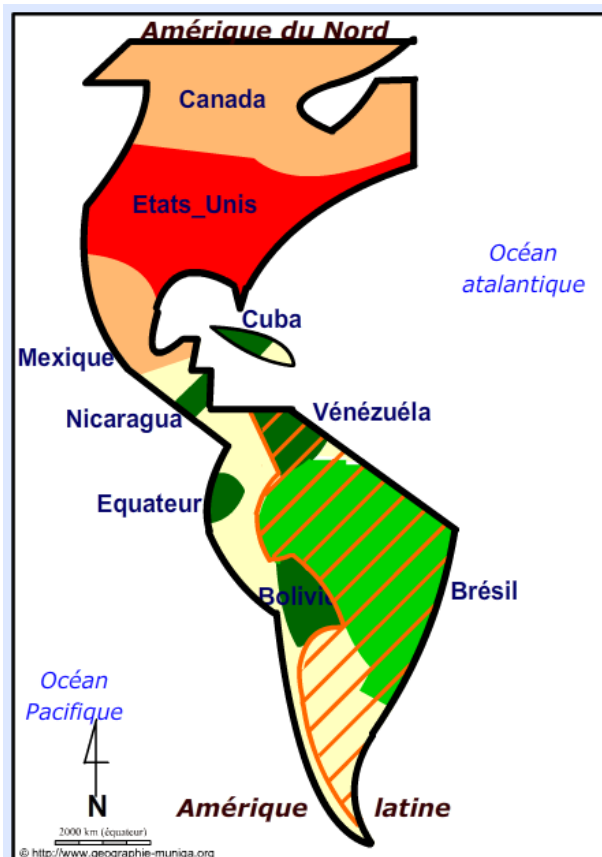 Amérique du Nord
Canada
Etats_Unis
Océan
atalantique
Cuba
Mexique
Nicaragua
Vénézuéla
Equateur
Bolivie
Brésil
Océan
Pacifique
N
Amérique latine
2000 km (équateur)
© http://www.geographie-muniga.org